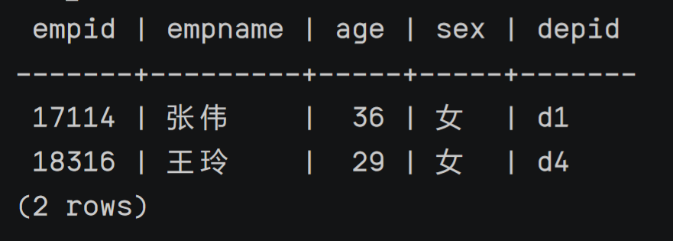 empid | empname | age | sex | depid
-------+---------+-----+-----+-------
17114 | 张伟 | 36 | 女 | d1
18316 | 王玲 | 29 | 女 | d4
(2 rows)